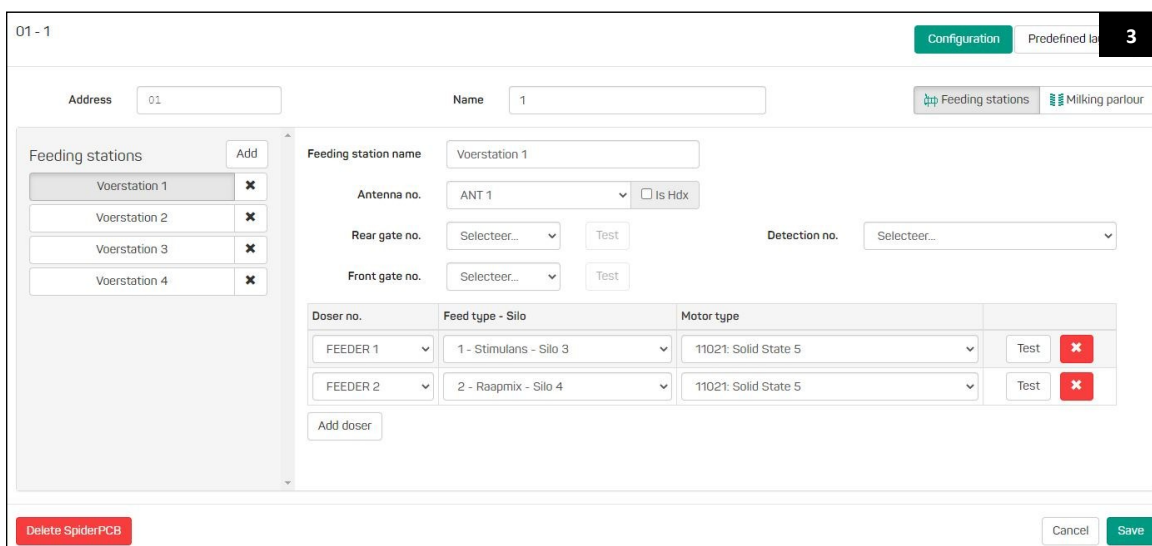 01 - 1
Configuration Predefined la 3
Address 01 Name 1 Feeding stations Milking parlour
Feeding stations Add Feeding station name Voerstation 1
Voerstation 1 Antenna no. ANT 1 Is Hdx
Voerstation 2 Rear gate no. Selecteer... Test Detection no. Selecteer...
Voerstation 3
Voerstation 4 Front gate no. Selecteer... Test
Doser no. Feed type - Silo Motor type
FEEDER 1 1 - Stimulans - Silo 3 11021: Solid State 5 Test
FEEDER 2 2 - Raapmix - Silo 4 11021: Solid State 5 Test
Add doser
Delete SpiderPCB Cancel Save